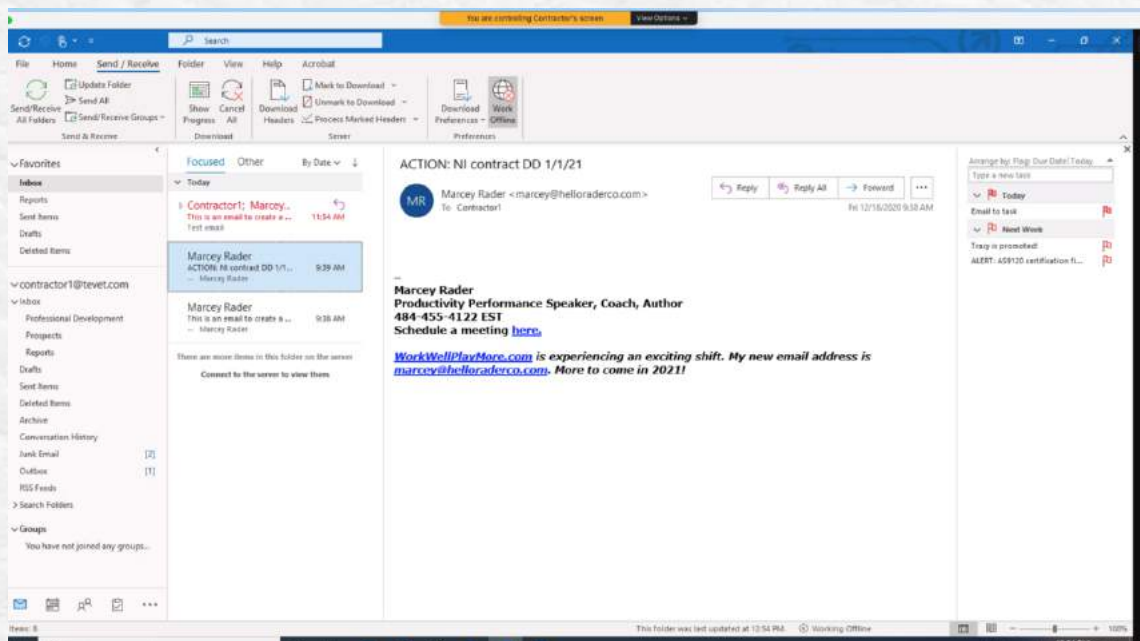 You are controlling Contractor's screen
View Options
Search
File Home Send / Receive Folder View Help Acrobat
Send/Receive All Folders
Update Folder
Send All
Send/Receive Groups
Send & Receive
Show Progress
Cancel All
Download
Download Headers
Mark to Download
Unmark to Download
Process Marked Headers
Server
Download Preferences
Work Offline
Preferences
Favorites
Inbox
Reports
Sent Items
Drafts
Deleted Items
contractor1@tevet.com
Inbox
Professional Development
Prospects
Reports
Drafts
Sent Items
Deleted Items
Archive
Conversation History
Junk Email [2]
Outbox [1]
RSS Feeds
Search Folders
Groups
You have not joined any groups...
Items: 8
Focused Other By Date
Today
Contractor1; Marcey..
This is an email to create a ... 11:54 AM
Test email
Marcey Rader
ACTION: NI contract DD 1/1... 9:39 AM
-- Marcey Rader
Marcey Rader
This is an email to create a ... 9:38 AM
-- Marcey Rader
There are more items in this folder on the server
Connect to the server to view them
ACTION: NI contract DD 1/1/21
MR
Marcey Rader <marcey@helloraderco.com>
To Contractor1
Reply Reply All Forward ...
Fri 12/18/2020 9:38 AM
--
Marcey Rader
Productivity Performance Speaker, Coach, Author
484-455-4122 EST
Schedule a meeting here.
WorkWellPlayMore.com is experiencing an exciting shift. My new email address is
marcey@helloraderco.com. More to come in 2021!
Arrange by: Flag: Due Date Today
Type a new task
Today
Email to task
Next Week
Tracy is promoted!
ALERT: AS9120 certification fi...
This folder was last updated at 12:54 PM. Working Offline
100%